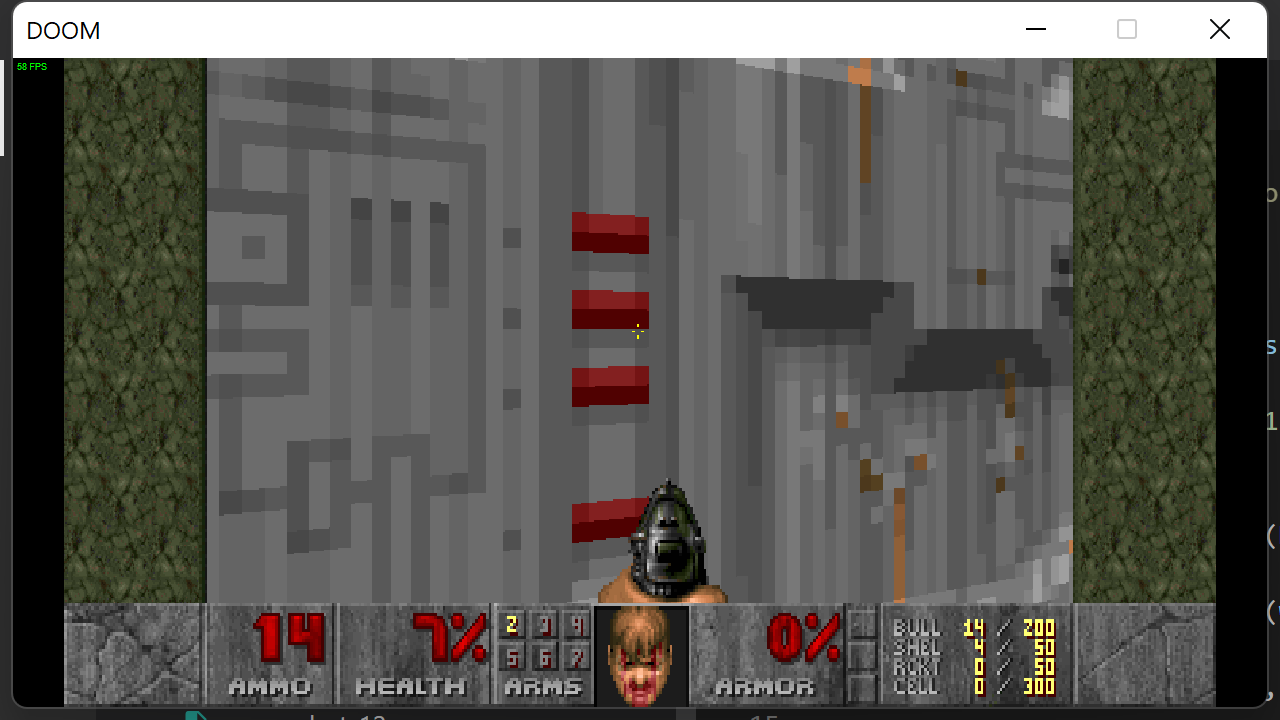 DOOM
58 FPS
14
7%
2 3 4
5 6 7
0%
BULL 14 / 200
SHEL 4 / 50
RCKT 0 / 50
CELL 0 / 300
AMMO
HEALTH
ARMS
ARMOR